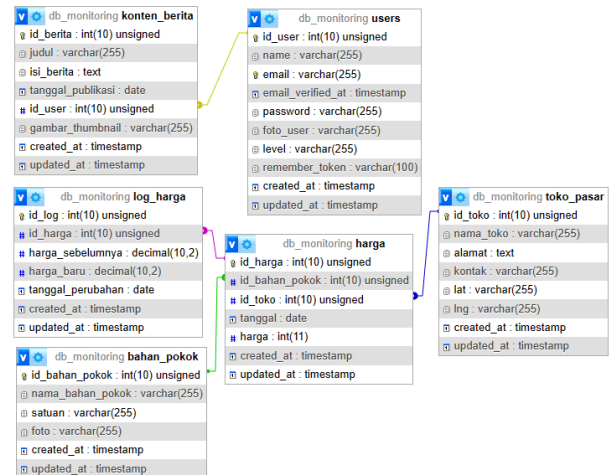 db_monitoring konten_berita
id_berita : int(10) unsigned
judul : varchar(255)
isi_berita : text
tanggal_publikasi : date
id_user : int(10) unsigned
gambar_thumbnail : varchar(255)
created_at : timestamp
updated_at : timestamp
db_monitoring users
id_user : int(10) unsigned
name : varchar(255)
email : varchar(255)
email_verified_at : timestamp
password : varchar(255)
foto_user : varchar(255)
level : varchar(255)
remember_token : varchar(100)
created_at : timestamp
updated_at : timestamp
db_monitoring log_harga
id_log : int(10) unsigned
id_harga : int(10) unsigned
harga_sebelumnya : decimal(10,2)
harga_baru : decimal(10,2)
tanggal_perubahan : date
created_at : timestamp
updated_at : timestamp
db_monitoring harga
id_harga : int(10) unsigned
id_bahan_pokok : int(10) unsigned
id_toko : int(10) unsigned
tanggal : date
harga : int(11)
created_at : timestamp
updated_at : timestamp
db_monitoring toko_pasar
id_toko : int(10) unsigned
nama_toko : varchar(255)
alamat : text
kontak : varchar(255)
lat : varchar(255)
lng : varchar(255)
created_at : timestamp
updated_at : timestamp
db_monitoring bahan_pokok
id_bahan_pokok : int(10) unsigned
nama_bahan_pokok : varchar(255)
satuan : varchar(255)
foto : varchar(255)
created_at : timestamp
updated_at : timestamp